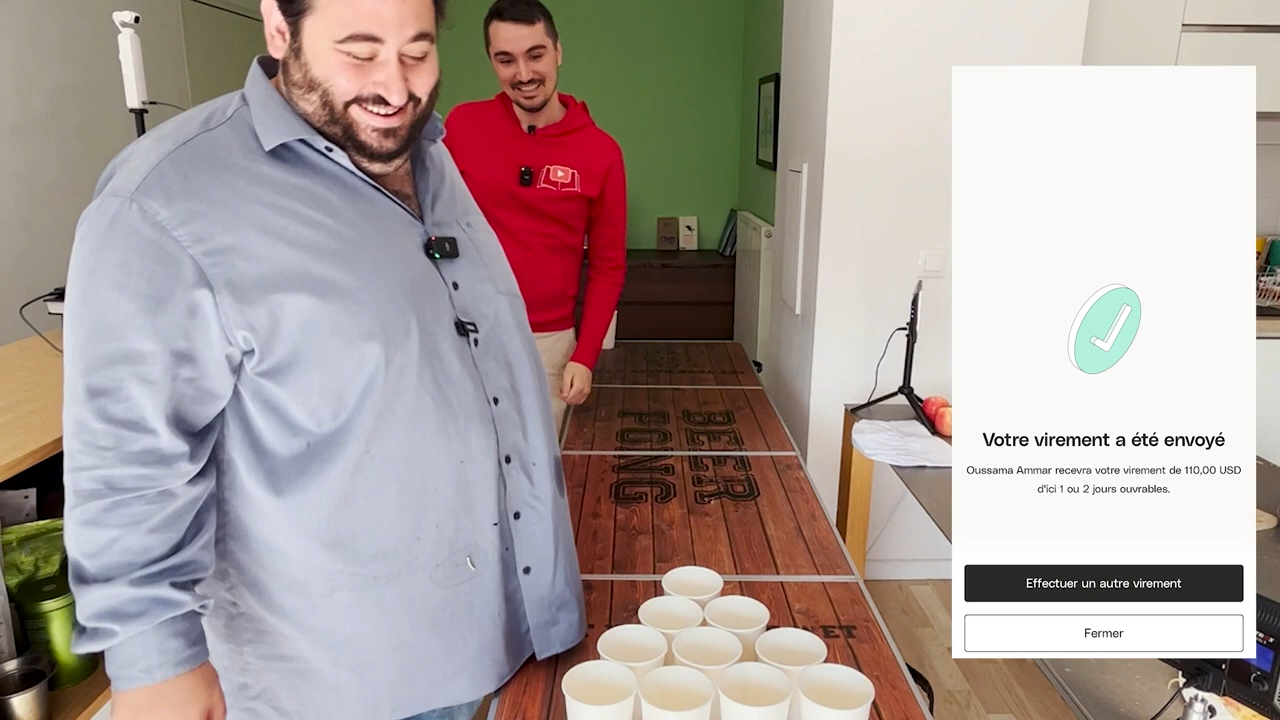 BEER
PONG
Votre virement a été envoyé
Oussama Ammar recevra votre virement de 110,00 USD
d'ici 1 ou 2 jours ouvrables.
Effectuer un autre virement
Fermer